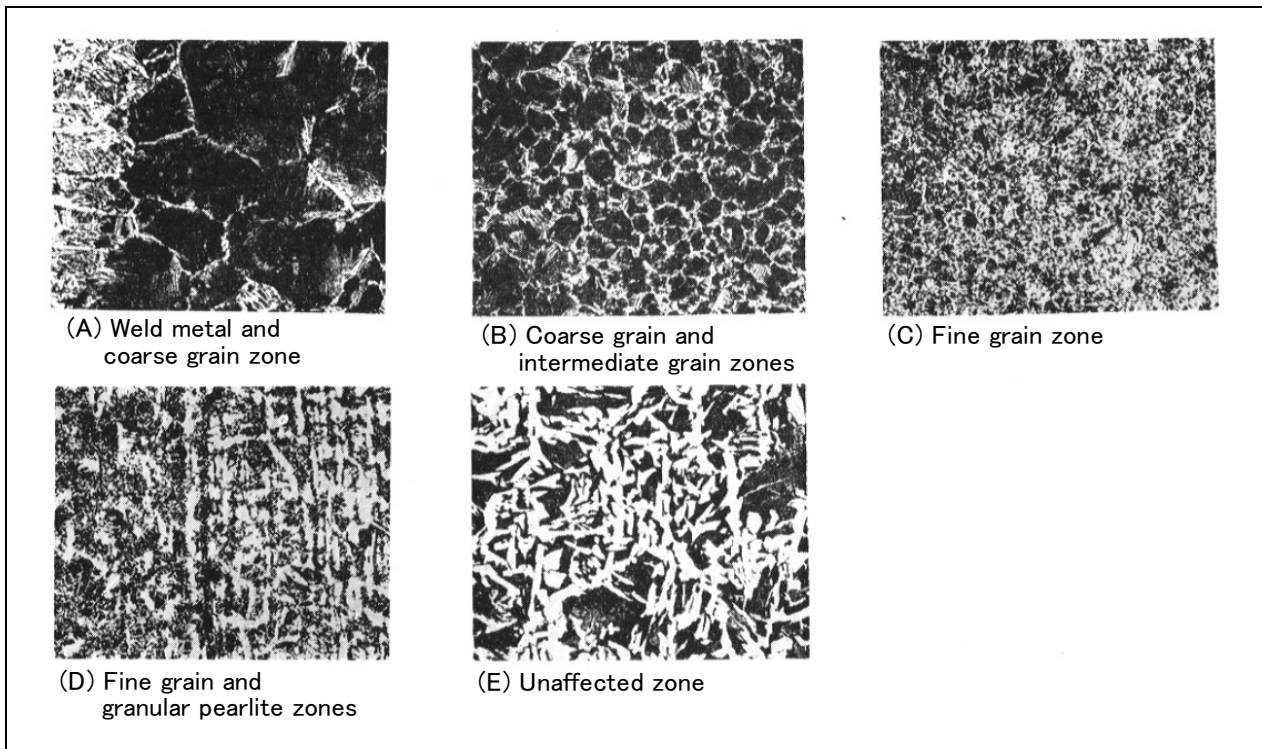 (A) Weld metal and
coarse grain zone
(B) Coarse grain and
intermediate grain zones
(C) Fine grain zone
(D) Fine grain and
granular pearlite zones
(E) Unaffected zone